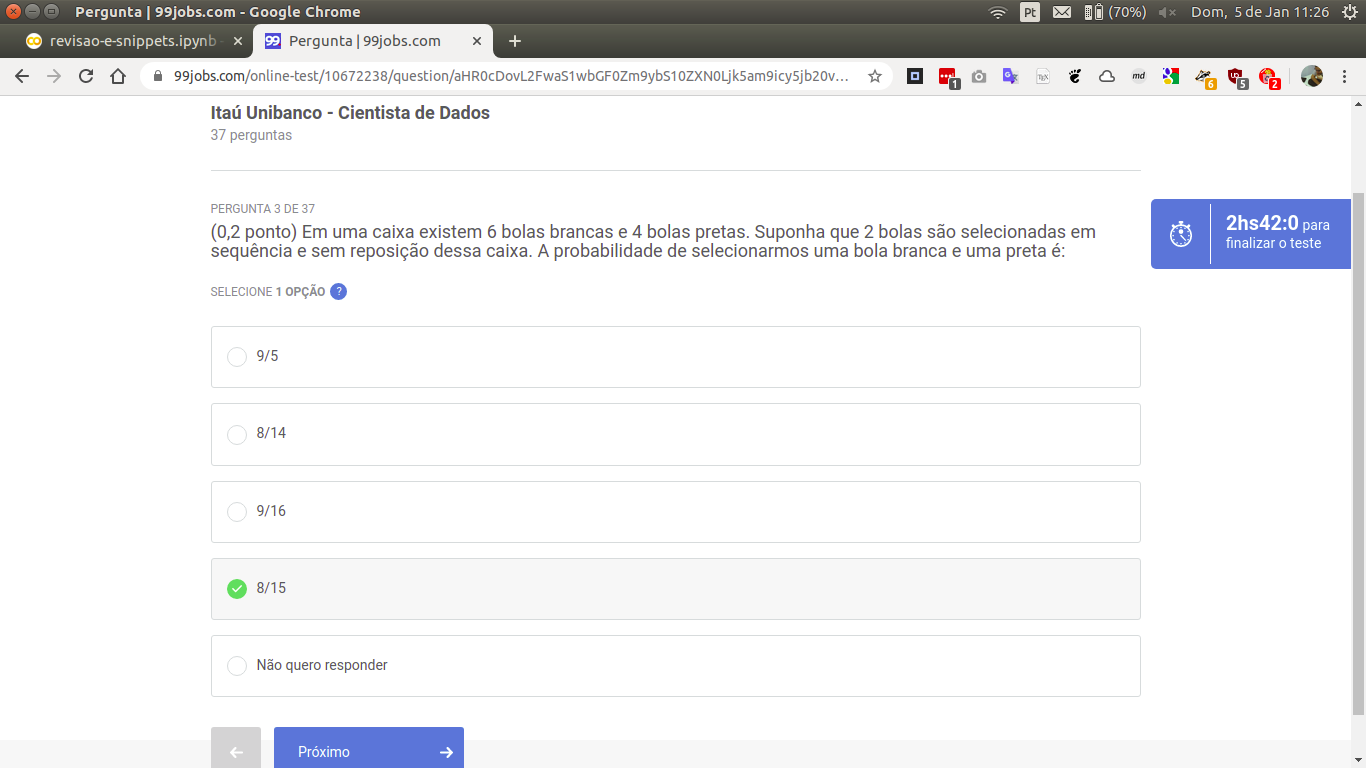 Pergunta | 99jobs.com - Google Chrome
Pt
(70%)
Dom, 5 de Jan 11:26
revisao-e-snippets.ipynb
Pergunta | 99jobs.com
99jobs.com/online-test/10672238/question/aHR0cDovL2FwaS1wbGF0Zm9ybS10ZXN0Ljk5am9icy5jb20v...
1
md
6
5
2
Itaú Unibanco - Cientista de Dados
37 perguntas
PERGUNTA 3 DE 37
(0,2 ponto) Em uma caixa existem 6 bolas brancas e 4 bolas pretas. Suponha que 2 bolas são selecionadas em
sequência e sem reposição dessa caixa. A probabilidade de selecionarmos uma bola branca e uma preta é:
2hs42:0 para
finalizar o teste
SELECIONE 1 OPÇÃO ?
9/5
8/14
9/16
8/15
Não quero responder
Próximo